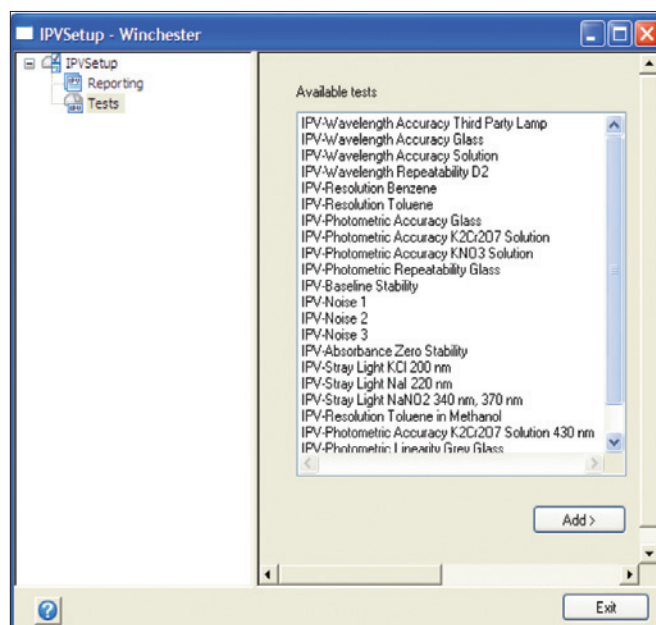 IPVSetup - Winchester
IPVSetup
Reporting
Tests
Available tests
IPV-Wavelength Accuracy Third Party Lamp
IPV-Wavelength Accuracy Glass
IPV-Wavelength Accuracy Solution
IPV-Wavelength Repeatability D2
IPV-Resolution Benzene
IPV-Resolution Toluene
IPV-Photometric Accuracy Glass
IPV-Photometric Accuracy K2Cr2O7 Solution
IPV-Photometric Accuracy KNO3 Solution
IPV-Photometric Repeatability Glass
IPV-Baseline Stability
IPV-Noise 1
IPV-Noise 2
IPV-Noise 3
IPV-Absorbance Zero Stability
IPV-Stray Light KCl 200 nm
IPV-Stray Light NaI 220 nm
IPV-Stray Light NaNO2 340 nm, 370 nm
IPV-Resolution Toluene in Methanol
IPV-Photometric Accuracy K2Cr2O7 Solution 430 nm
IPV-Photometric Linearity Grey Glass
Add >
Exit